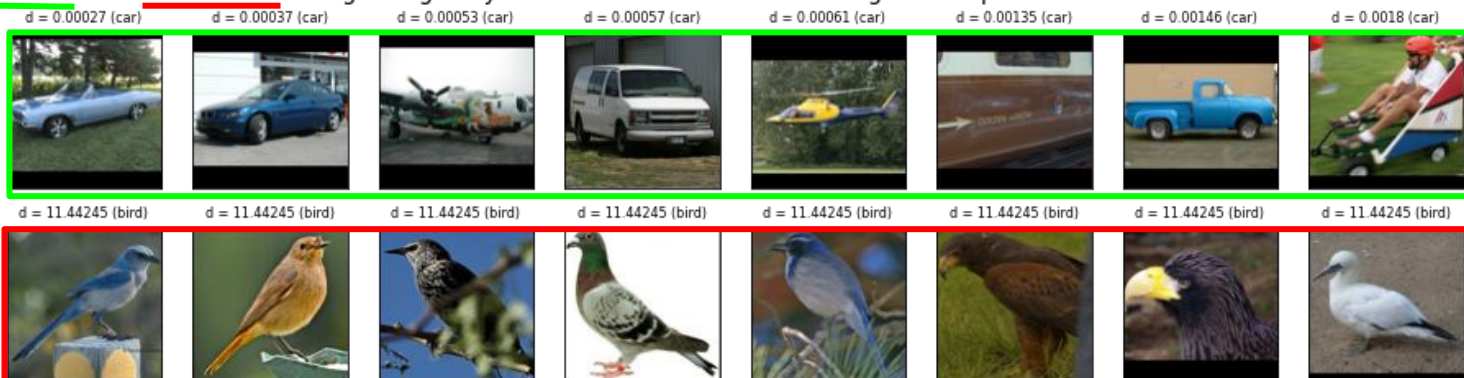 d = 0.00027 (car) d = 0.00037 (car) d = 0.00053 (car) d = 0.00057 (car) d = 0.00061 (car) d = 0.00135 (car) d = 0.00146 (car) d = 0.0018 (car)
d = 11.44245 (bird) d = 11.44245 (bird) d = 11.44245 (bird) d = 11.44245 (bird) d = 11.44245 (bird) d = 11.44245 (bird) d = 11.44245 (bird) d = 11.44245 (bird)